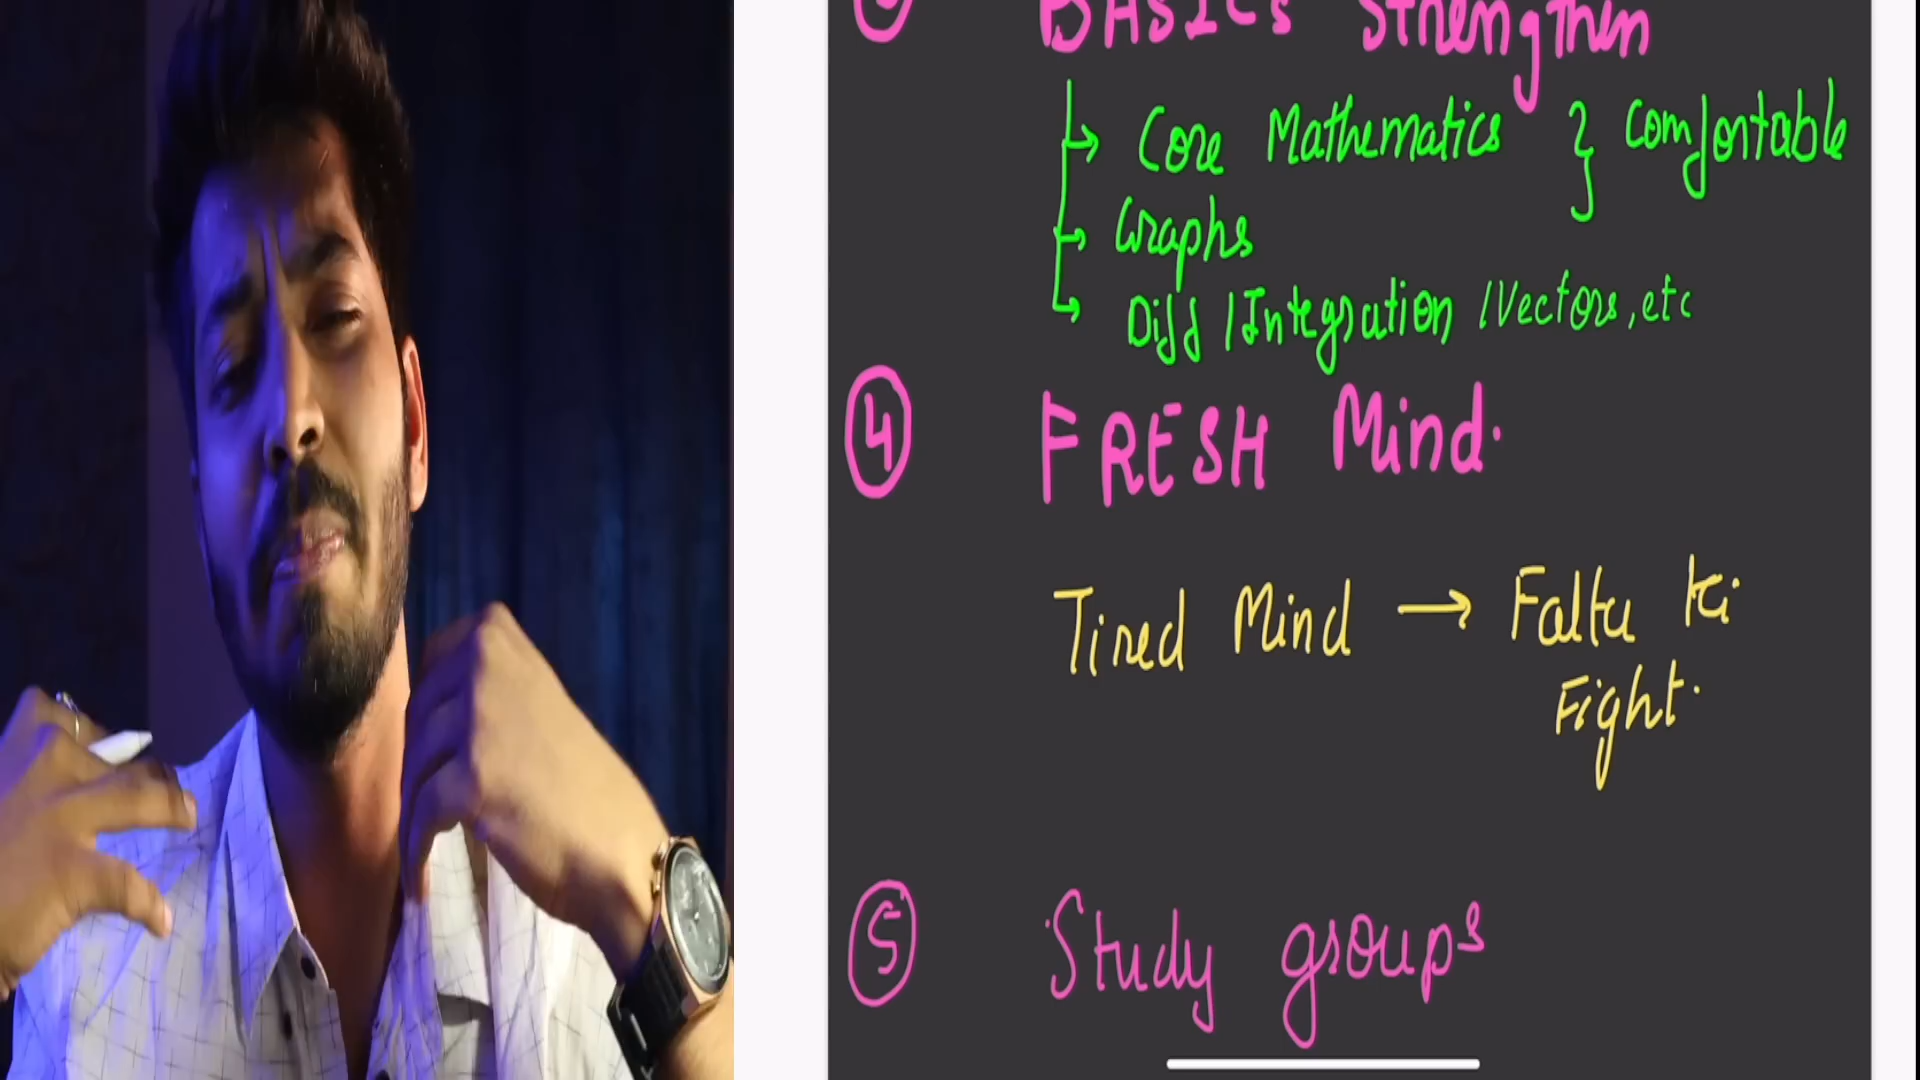 BASICs Strengthen
Core Mathematics } Comfortable
Graphs
Diff / Integration / Vectors, etc
4 FRESH Mind.
Tired Mind → Faltu ki
Fight.
5 Study groups